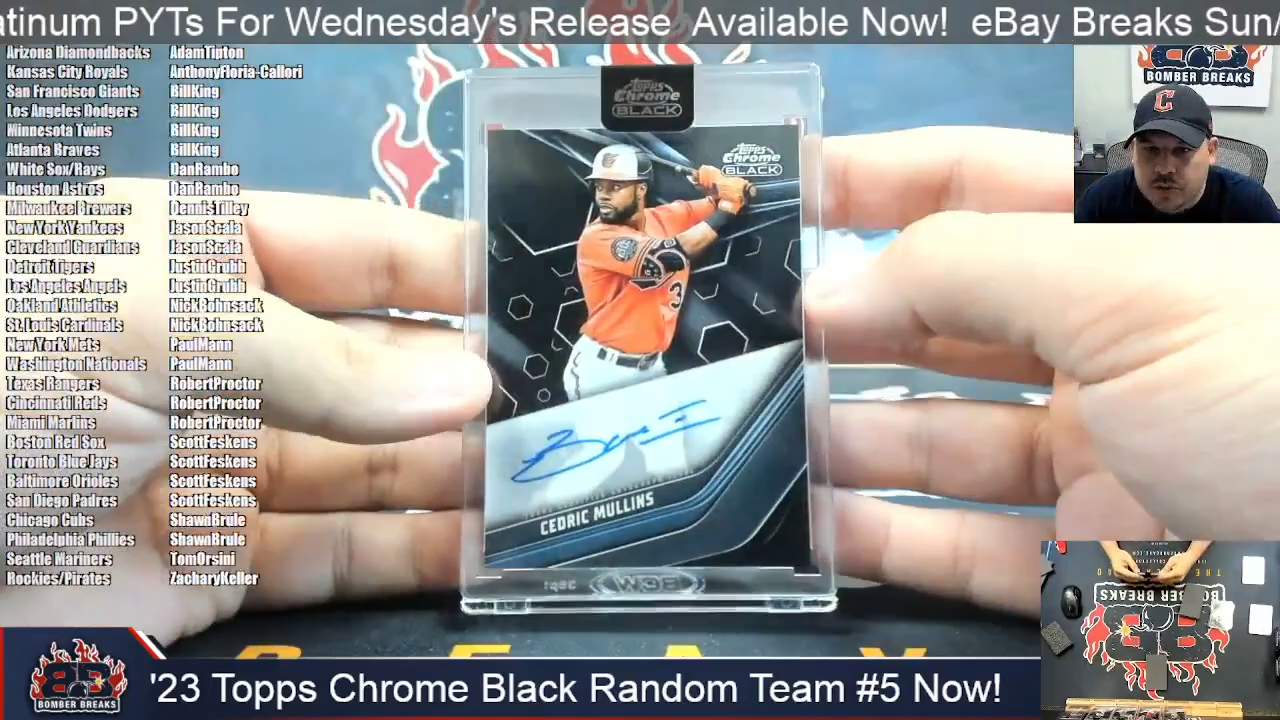 atinum PYTs For Wednesday's Release  Available Now!  eBay Breaks Sun/
Arizona Diamondbacks AdamTipton
Kansas City Royals AnthonyFloria-Callori
San Francisco Giants BillKing
Los Angeles Dodgers BillKing
Minnesota Twins BillKing
Atlanta Braves BillKing
White Sox/Rays DanRambo
Houston Astros DanRambo
Milwaukee Brewers DennisTilley
New York Yankees JasonScala
Cleveland Guardians JasonScala
Detroit Tigers JustinGrubb
Los Angeles Angels JustinGrubb
Oakland Athletics NickBohnsack
St. Louis Cardinals NickBohnsack
New York Mets PaulMann
Washington Nationals PaulMann
Texas Rangers RobertProctor
Cincinnati Reds RobertProctor
Miami Marlins RobertProctor
Boston Red Sox ScottFeskens
Toronto Blue Jays ScottFeskens
Baltimore Orioles ScottFeskens
San Diego Padres ScottFeskens
Chicago Cubs ShawnBrule
Philadelphia Phillies ShawnBrule
Seattle Mariners TomOrsini
Rockies/Pirates ZacharyKeller
Topps
Chrome
BLACK
Topps
Chrome
BLACK
3
CEDRIC MULLINS
BCW
BOMBER BREAKS
C
BOMBER BREAKS
BOMBER BREAKS
'23 Topps Chrome Black Random Team #5 Now!